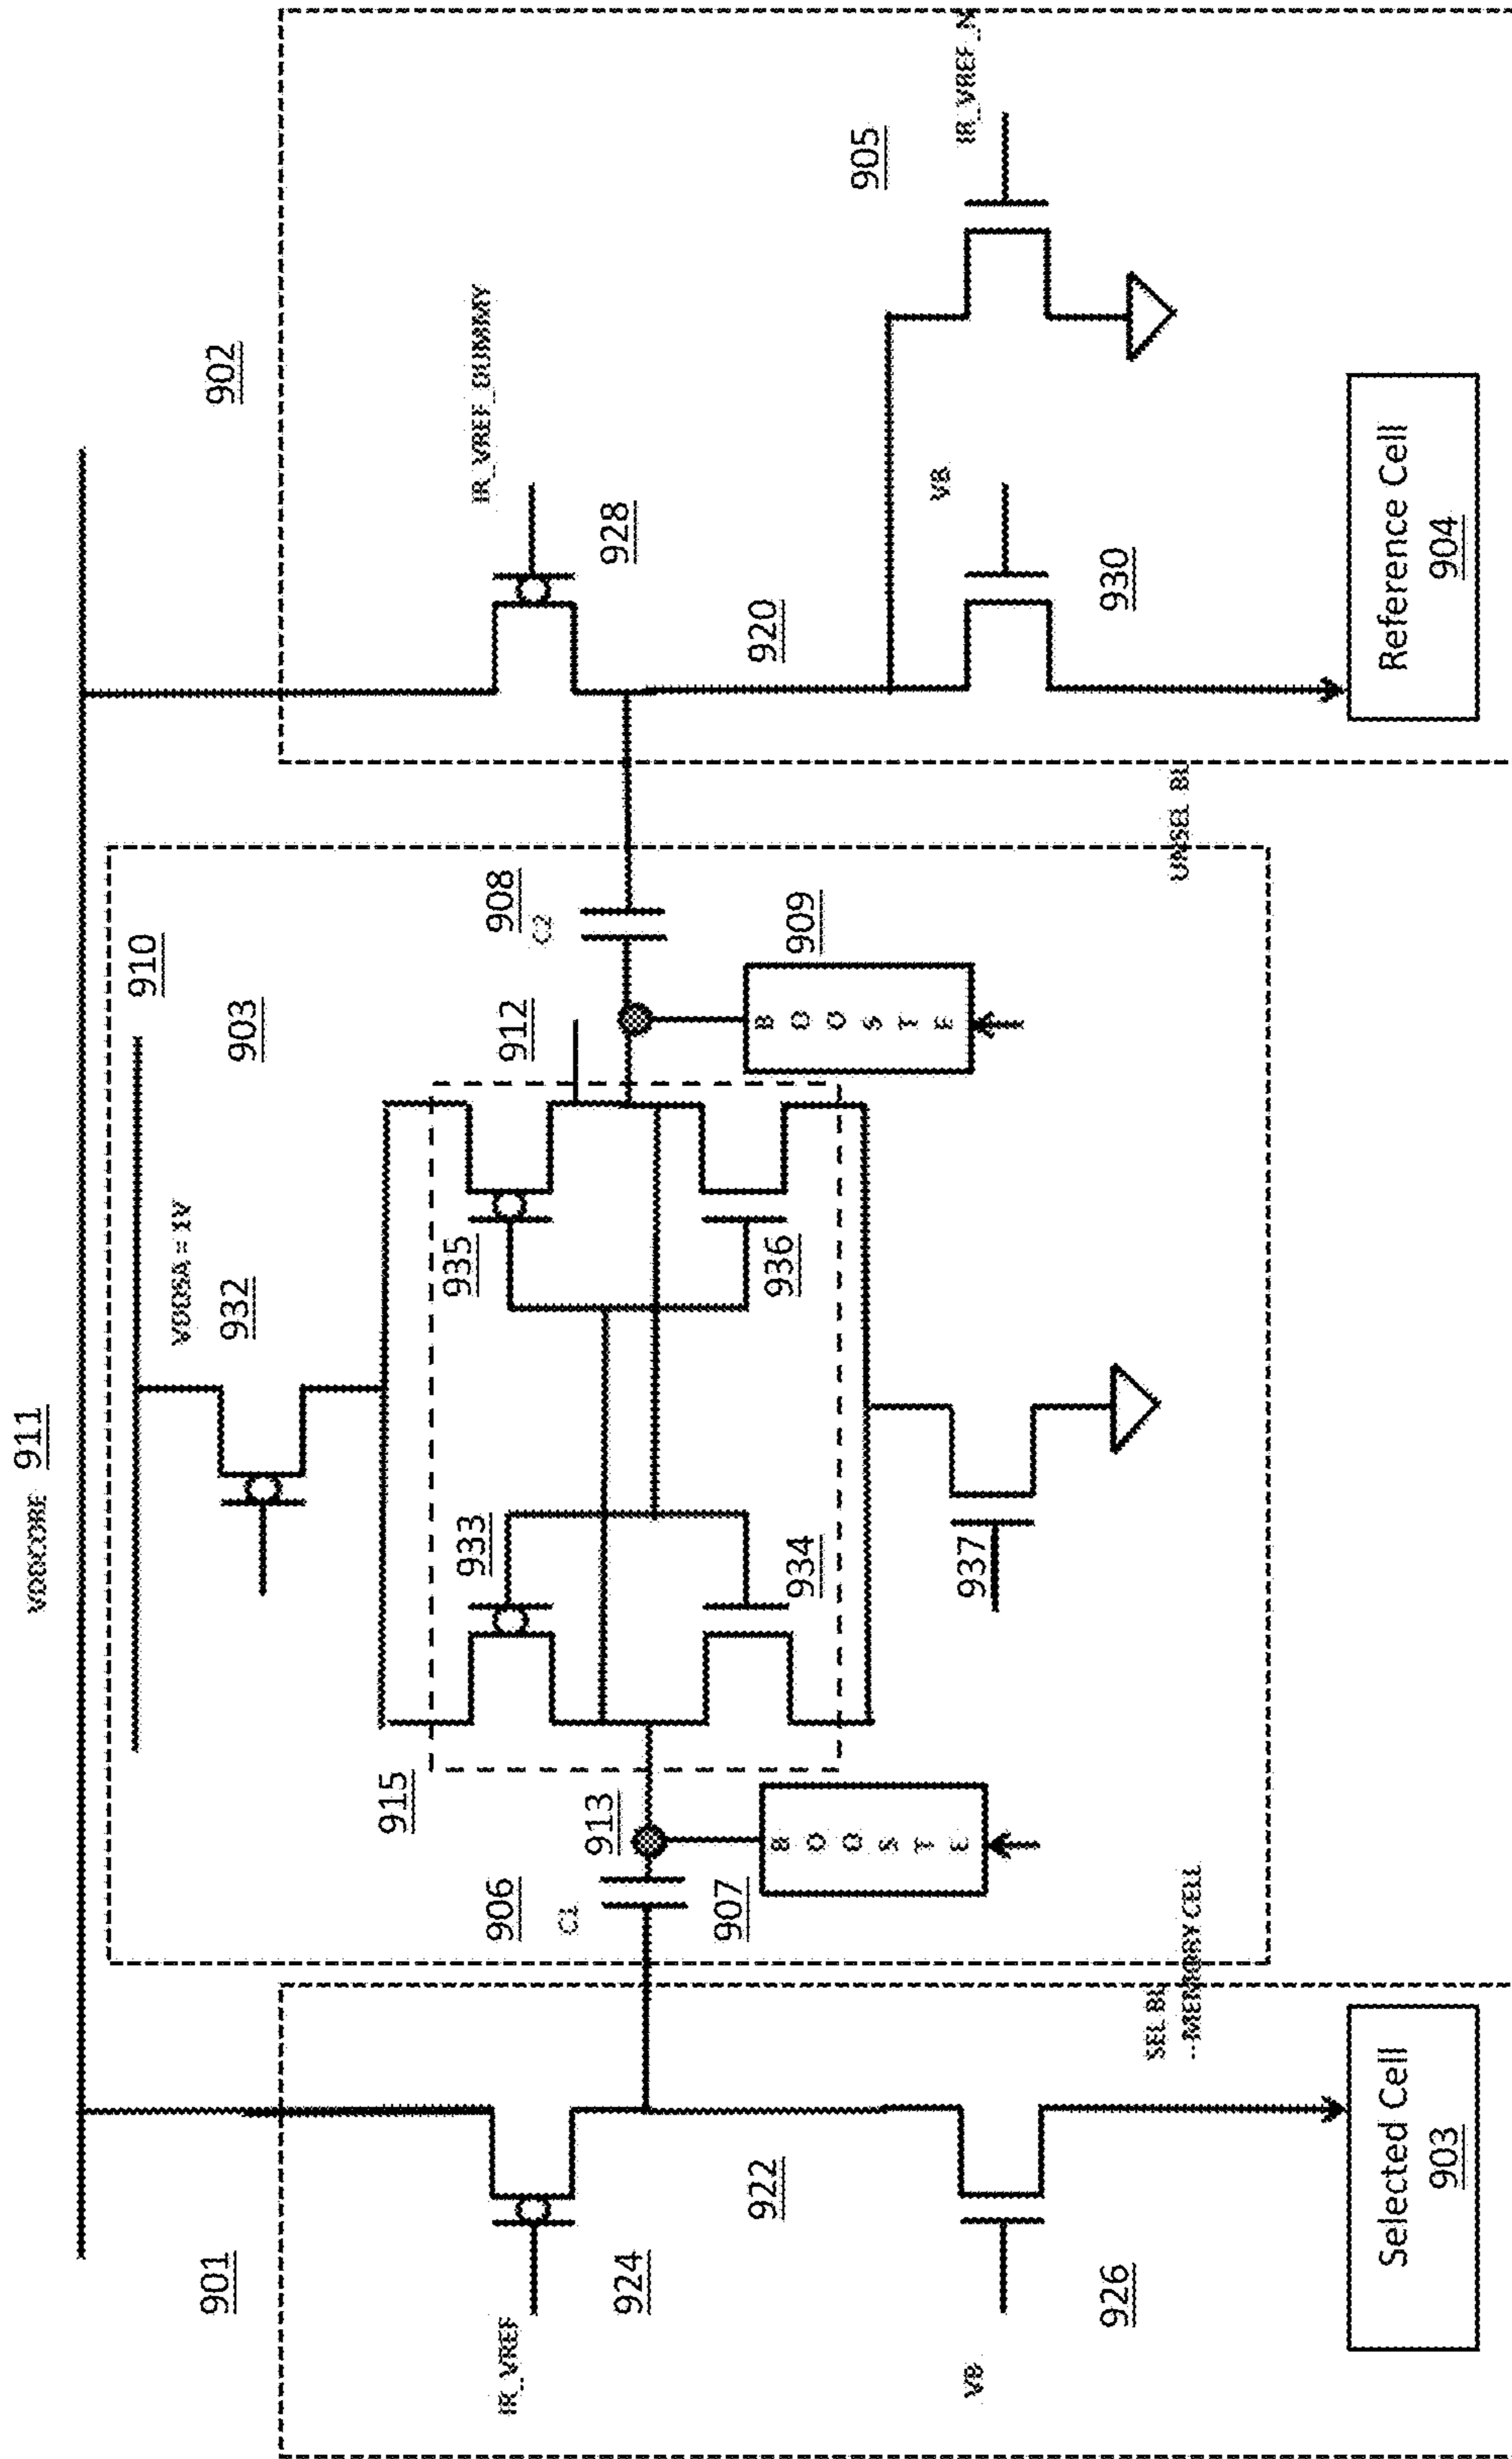 VDDCORE 911
910
VDDSA = 1V
932
903
901
902
IR_VREF
924
915
933
935
912
908
C2
IR_VREF_DUMMY
928
906
C1
913
907
934
936
909
B O O S T E
B O O S T E
922
920
905
IR_VREF_N
VB
926
937
VB
930
SEL BL
--MEMORY CELL
UNSEL BL
Selected Cell
903
Reference Cell
904